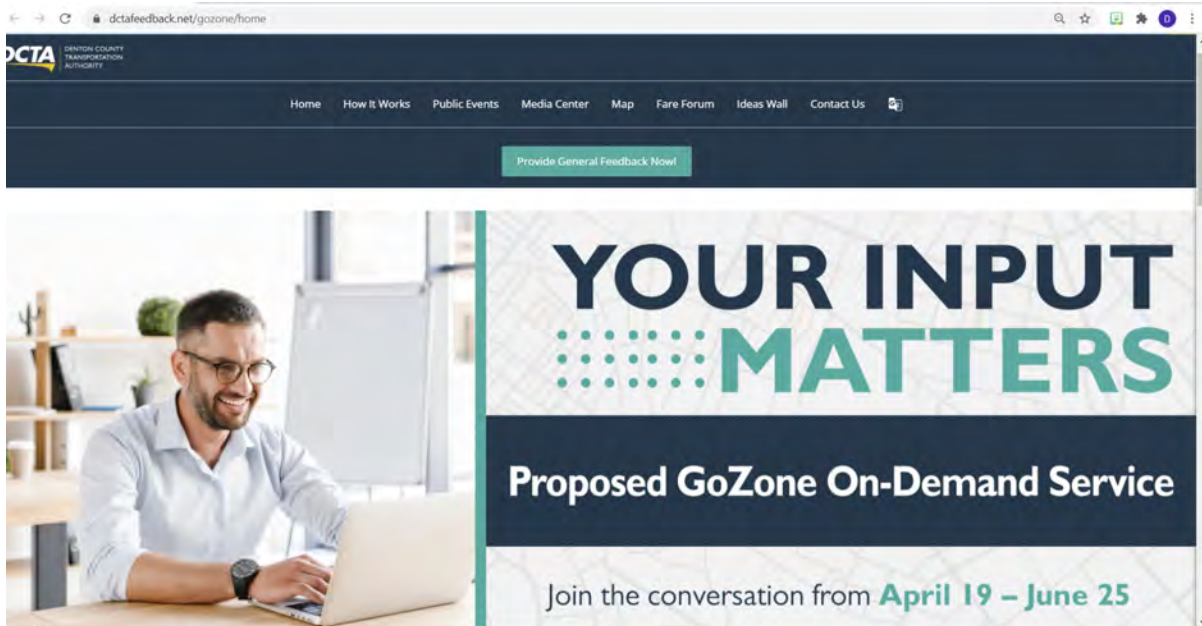 dctafeedback.net/gozone/home
D
DCTA
DENTON COUNTY
TRANSPORTATION
AUTHORITY
Home How It Works Public Events Media Center Map Fare Forum Ideas Wall Contact Us
Provide General Feedback Now!
YOUR INPUT
MATTERS
Proposed GoZone On-Demand Service
Join the conversation from April 19 – June 25